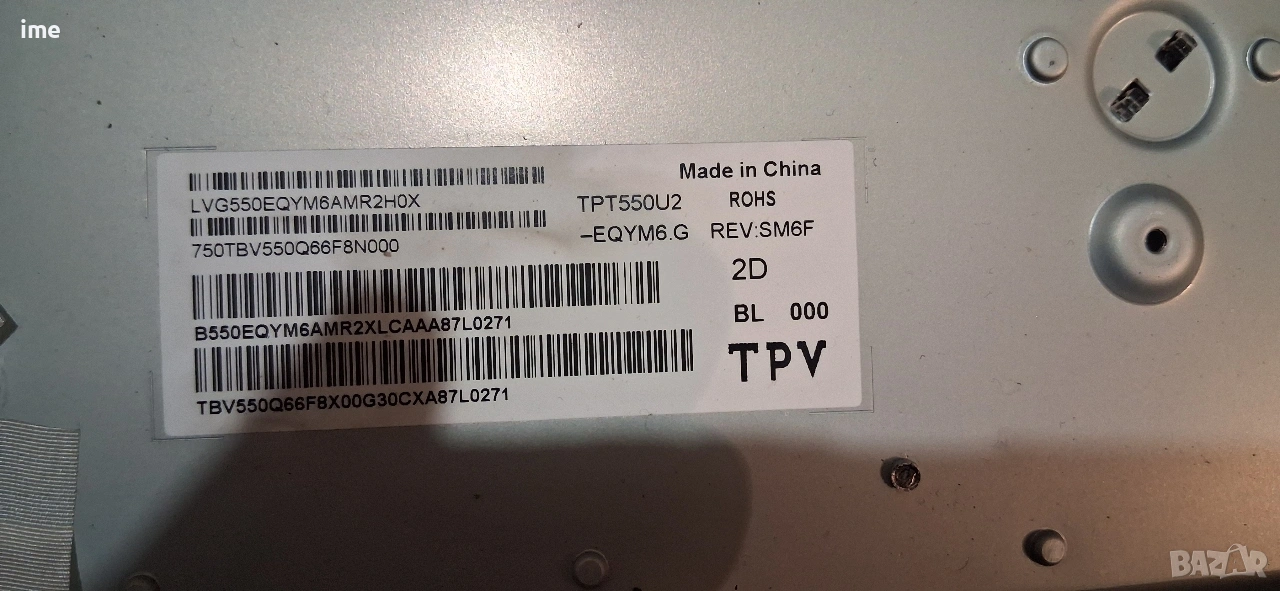 ime
Made in China
LVG550EQYM6AMR2H0X
TPT550U2 ROHS
750TBV550Q66F8N000
-EQYM6.G REV:SM6F
2D
B550EQYM6AMR2XLCAAA87L0271
BL 000
TPV
TBV550Q66F8X00G30CXA87L0271
BAZAR